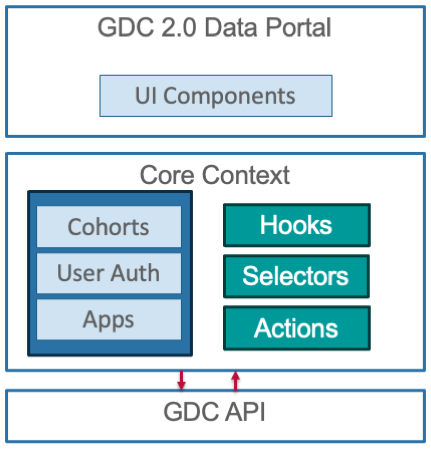 GDC 2.0 Data Portal
UI Components
Core Context
Cohorts
User Auth
Apps
Hooks
Selectors
Actions
GDC API